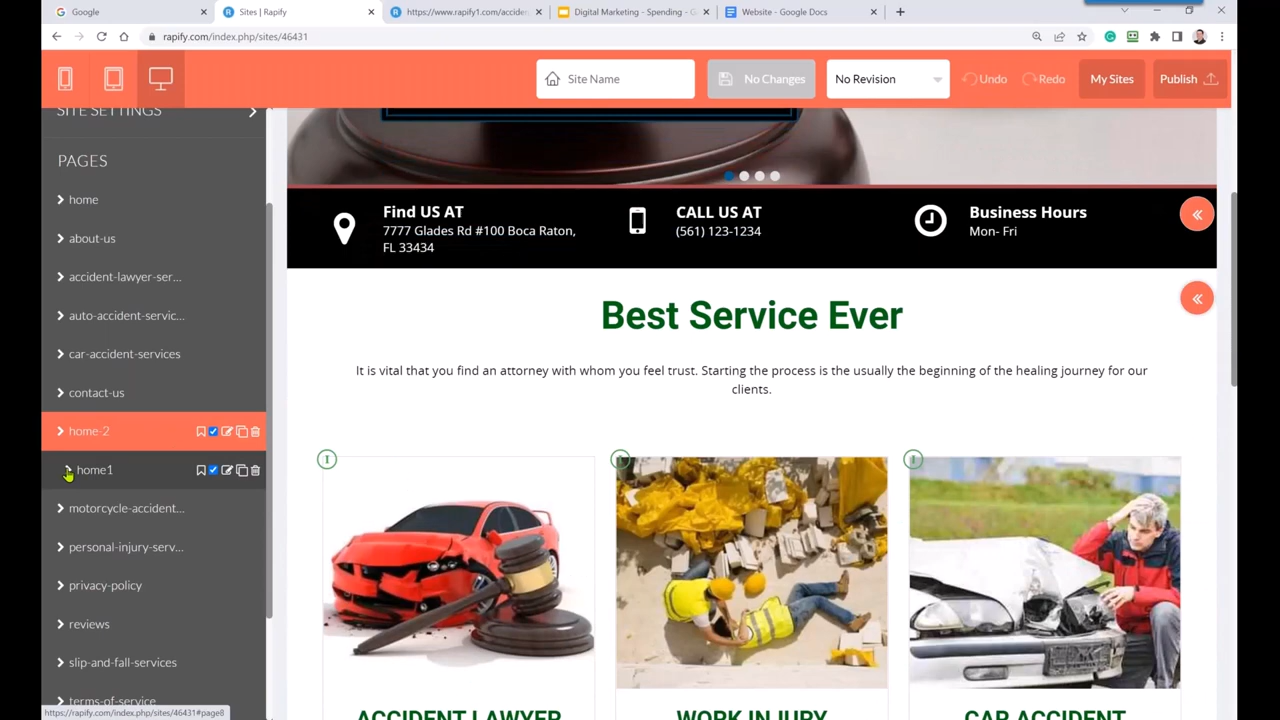 Google
Sites | Rapify
https://www.rapify1.com/acciden
Digital Marketing - Spending - G
Website - Google Docs
rapify.com/index.php/sites/46431
Site Name
No Changes
No Revision
Undo
Redo
My Sites
Publish
SITE SETTINGS
PAGES
home
about-us
accident-lawyer-ser...
auto-accident-servic...
car-accident-services
contact-us
home-2
home1
motorcycle-accident...
personal-injury-serv...
privacy-policy
reviews
slip-and-fall-services
terms-of-service
https://rapify.com/index.php/sites/46431#page8
Find US AT
7777 Glades Rd #100 Boca Raton,
FL 33434
CALL US AT
(561) 123-1234
Business Hours
Mon- Fri
Best Service Ever
It is vital that you find an attorney with whom you feel trust. Starting the process is the usually the beginning of the healing journey for our
clients.
ACCIDENT LAWYER
WORK INJURY
CAR ACCIDENT